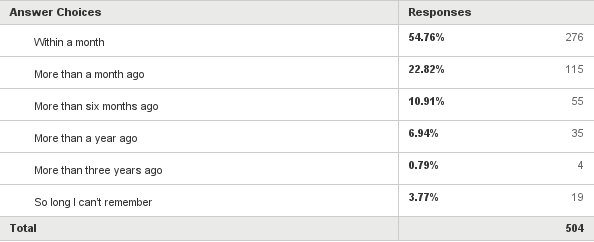 Answer Choices Responses
Within a month 54.76% 276
More than a month ago 22.82% 115
More than six months ago 10.91% 55
More than a year ago 6.94% 35
More than three years ago 0.79% 4
So long I can't remember 3.77% 19
Total 504